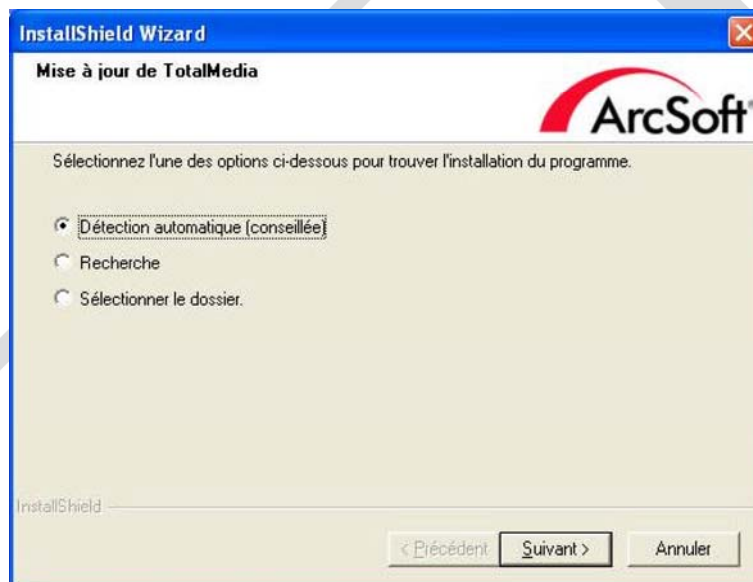 InstallShield Wizard
Mise à jour de TotalMedia
ArcSoft®
Sélectionnez l'une des options ci-dessous pour trouver l'installation du programme.
Détection automatique (conseillée)
Recherche
Sélectionner le dossier.
InstallShield
< Précédent
Suivant >
Annuler